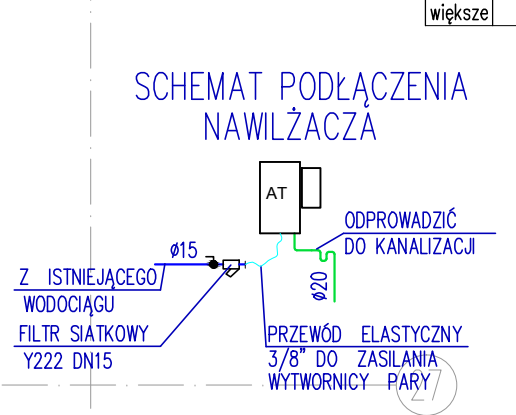 większe
SCHEMAT PODŁĄCZENIA
NAWILŻACZA
AT
ODPROWADZIĆ
DO KANALIZACJI
ø15
ø20
Z ISTNIEJĄCEGO
WODOCIĄGU
FILTR SIATKOWY
Y222 DN15
PRZEWÓD ELASTYCZNY
3/8" DO ZASILANIA
WYTWORNICY PARY
27